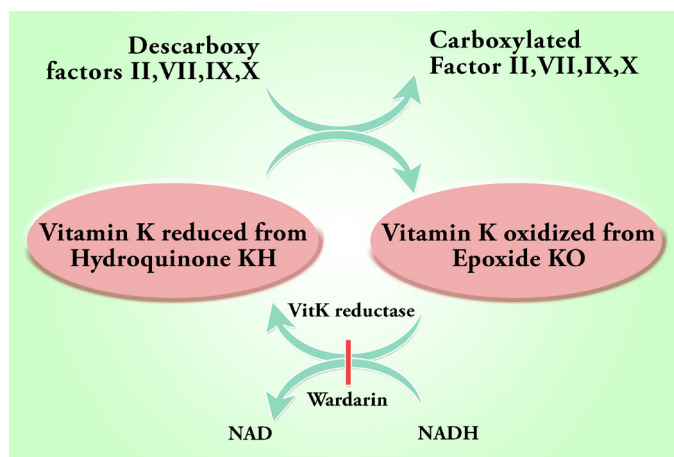 Descarboxy
factors II,VII,IX,X
Carboxylated
Factor II,VII,IX,X
Vitamin K reduced from
Hydroquinone KH
Vitamin K oxidized from
Epoxide KO
VitK reductase
Wardarin
NAD
NADH